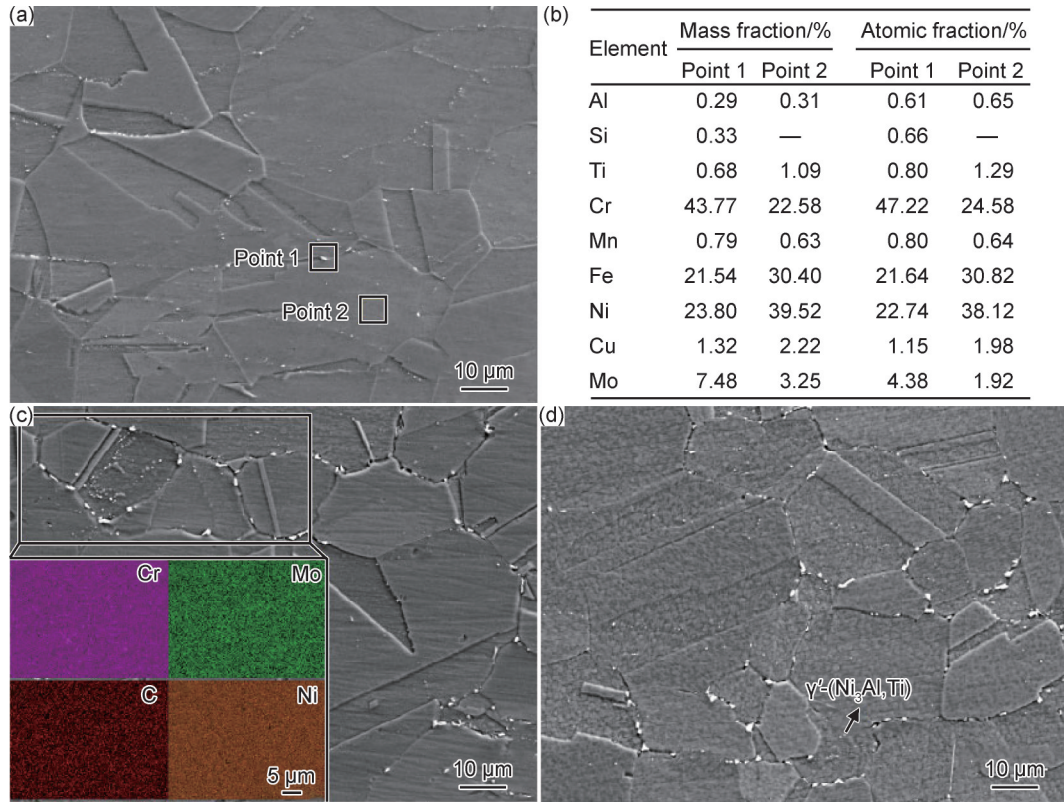 (a)
Point 1
Point 2
10 μm
(b)
Element Mass fraction/% Atomic fraction/%
Point 1 Point 2 Point 1 Point 2
Al 0.29 0.31 0.61 0.65
Si 0.33 — 0.66 —
Ti 0.68 1.09 0.80 1.29
Cr 43.77 22.58 47.22 24.58
Mn 0.79 0.63 0.80 0.64
Fe 21.54 30.40 21.64 30.82
Ni 23.80 39.52 22.74 38.12
Cu 1.32 2.22 1.15 1.98
Mo 7.48 3.25 4.38 1.92
(c)
Cr Mo
C Ni
5 μm
10 μm
(d)
γ′-(Ni₃Al,Ti)
10 μm